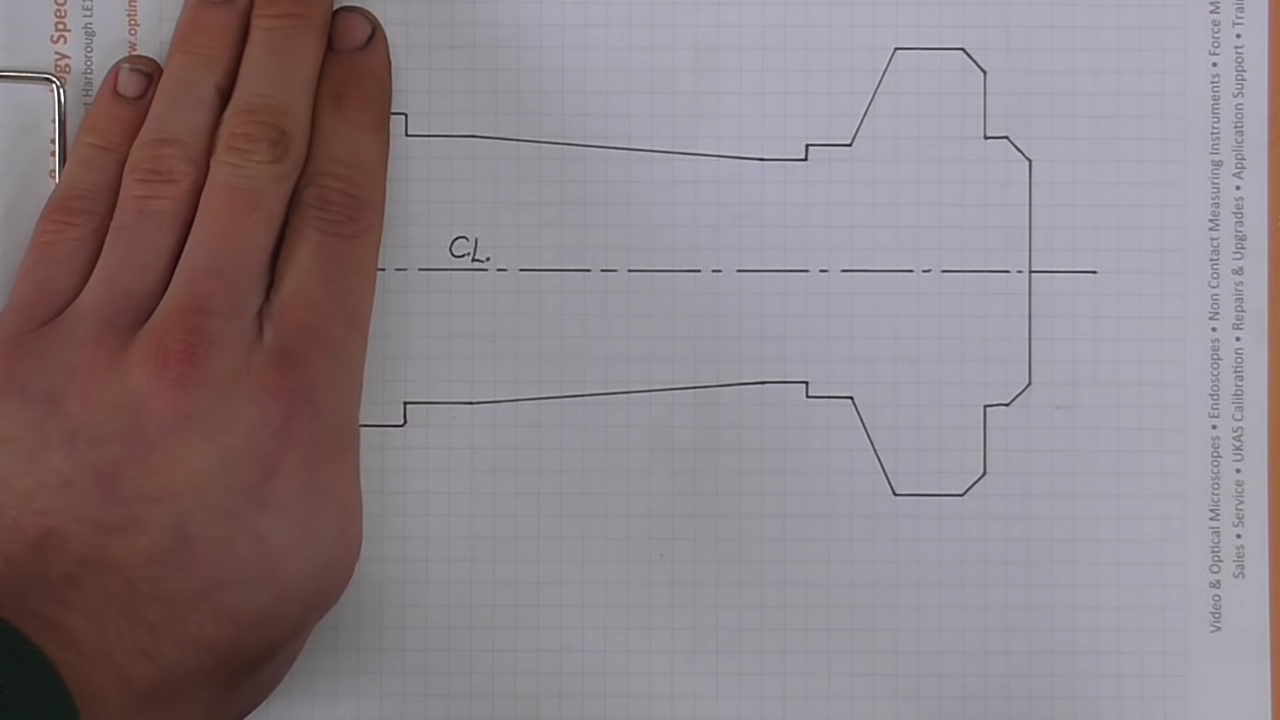 gy Spec
t Harborough LE1
w.optin
C.L.
Video & Optical Microscopes • Endoscopes • Non Contact Measuring Instruments • Force M
Sales • Service • UKAS Calibration • Repairs & Upgrades • Application Support • Trai